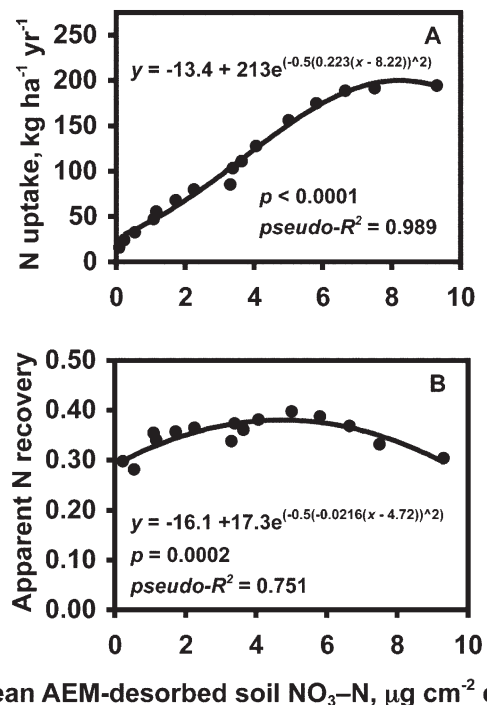 250
A
y = -13.4 + 213e(-0.5(0.223(x - 8.22))^2)
200
150
N uptake, kg ha-1 yr-1
100
p < 0.0001
50
pseudo-R2 = 0.989
0
0 2 4 6 8 10
0.50
B
0.40
Apparent N recovery
0.30
0.20
y = -16.1 +17.3e(-0.5(-0.0216(x - 4.72))^2)
0.10
p = 0.0002
pseudo-R2 = 0.751
0.00
0 2 4 6 8 10
AEM-desorbed soil NO3–N, µg cm-2